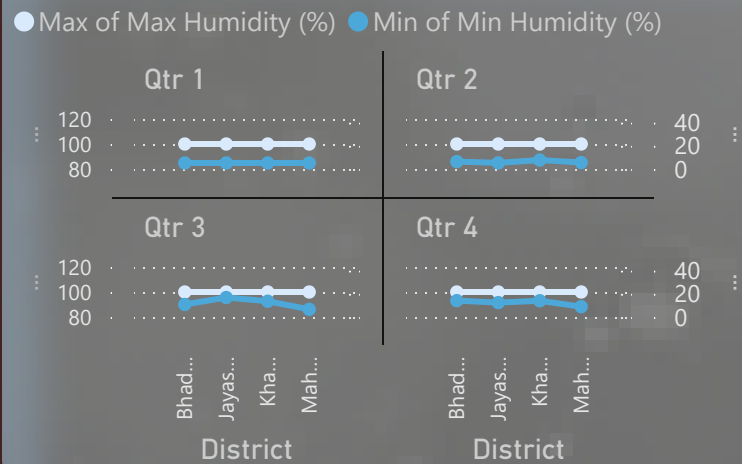 Max of Max Humidity (%) Min of Min Humidity (%)
Qtr 1 Qtr 2
120 40
100 20
80 0
Qtr 3 Qtr 4
120 40
100 20
80 0
Bhad... Jayas... Kha... Mah... Bhad... Jayas... Kha... Mah...
District District